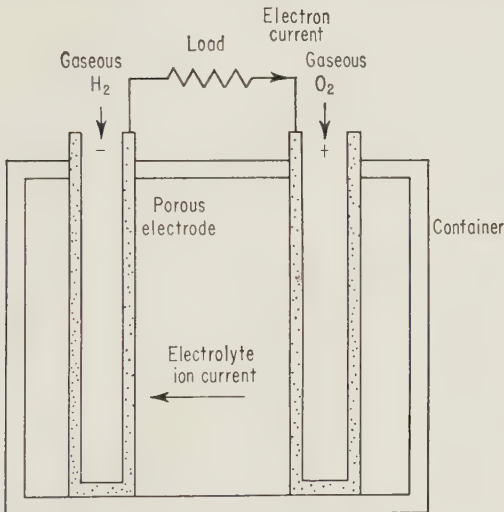 Electron
current
Load
Gaseous
H₂
Gaseous
O₂
−
+
Porous
electrode
Container
Electrolyte
ion current